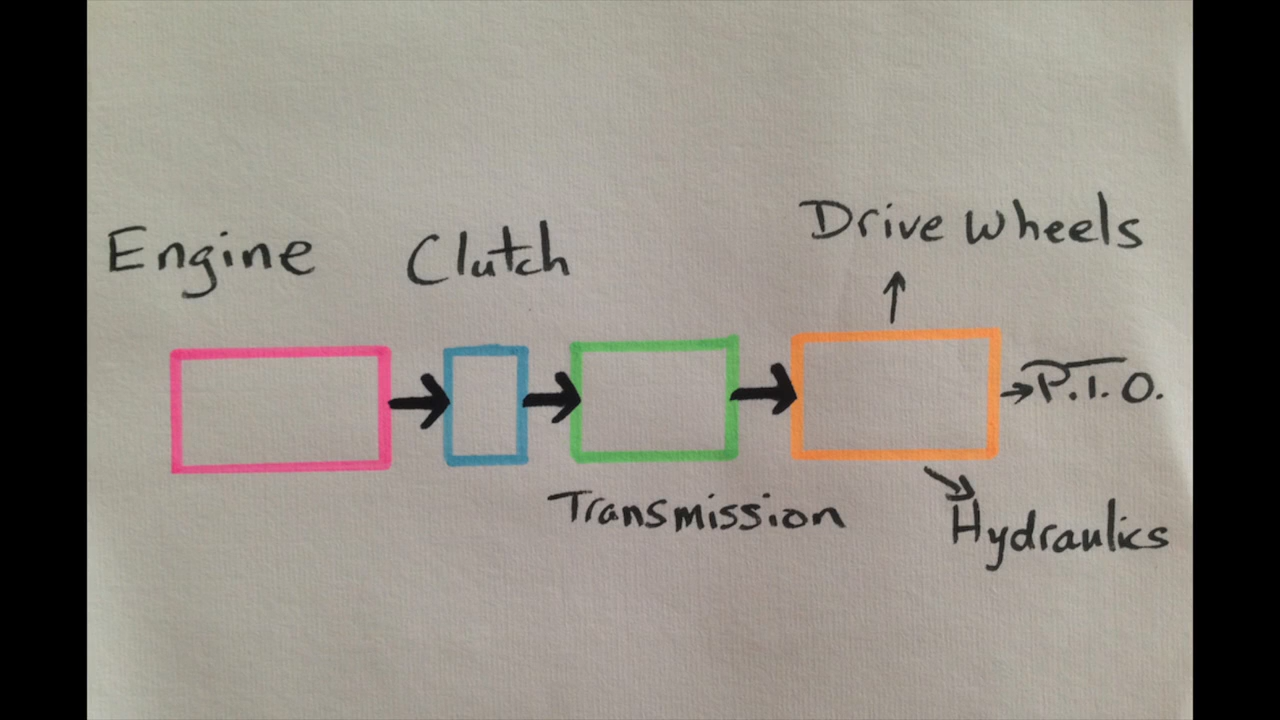 Engine
Clutch
Drive Wheels
P.T.O.
Transmission
Hydraulics